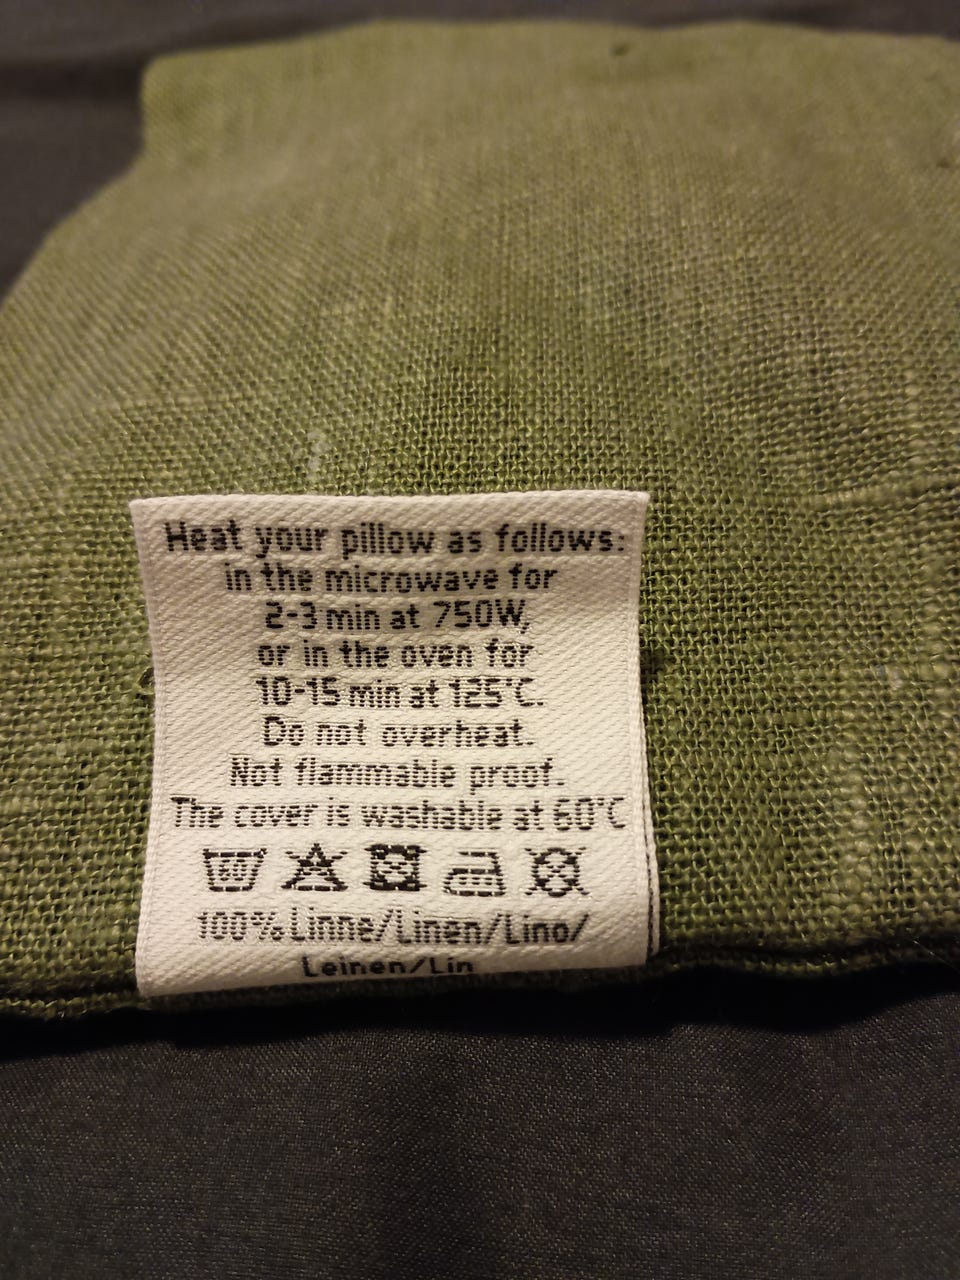 Heat your pillow as follows:
in the microwave for
2-3 min at 750W,
or in the oven for
10-15 min at 125°C.
Do not overheat.
Not flammable proof.
The cover is washable at 60°C
100% Linne/Linen/Lino/
Leinen/Lin